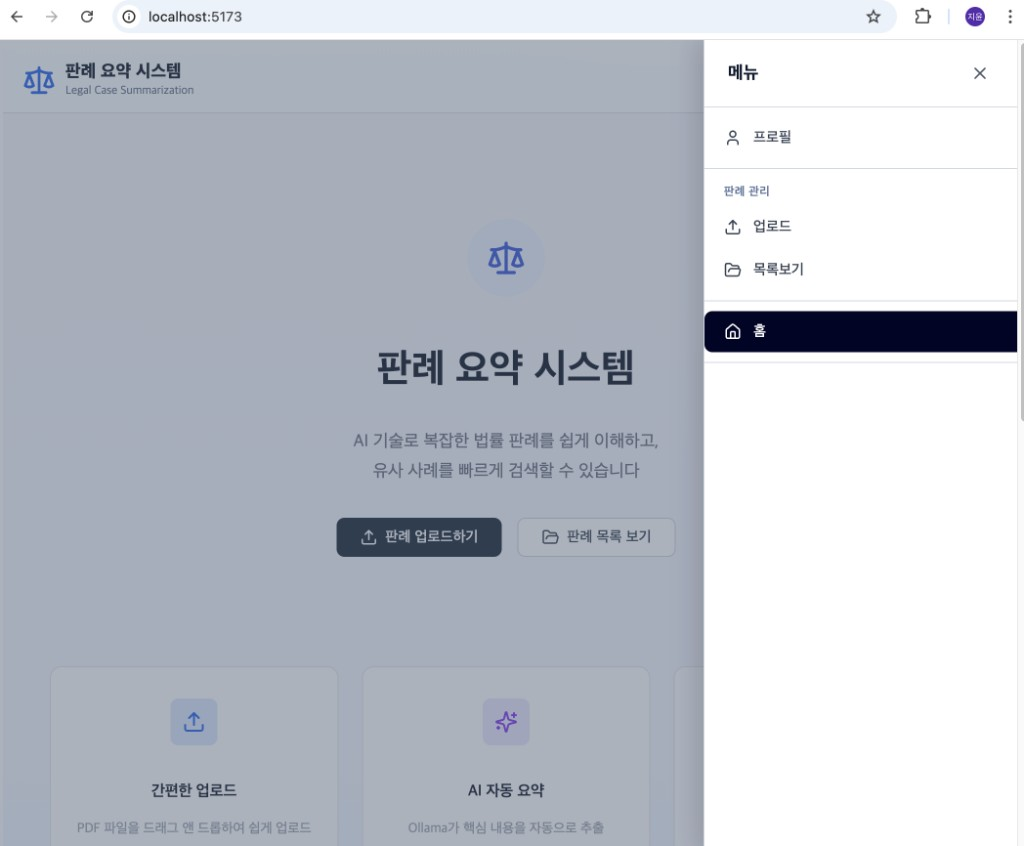 localhost:5173
지윤
판례 요약 시스템
Legal Case Summarization
판례 요약 시스템
AI 기술로 복잡한 법률 판례를 쉽게 이해하고,
유사 사례를 빠르게 검색할 수 있습니다
판례 업로드하기
판례 목록 보기
간편한 업로드
PDF 파일을 드래그 앤 드롭하여 쉽게 업로드
AI 자동 요약
Ollama가 핵심 내용을 자동으로 추출
메뉴
프로필
판례 관리
업로드
목록보기
홈